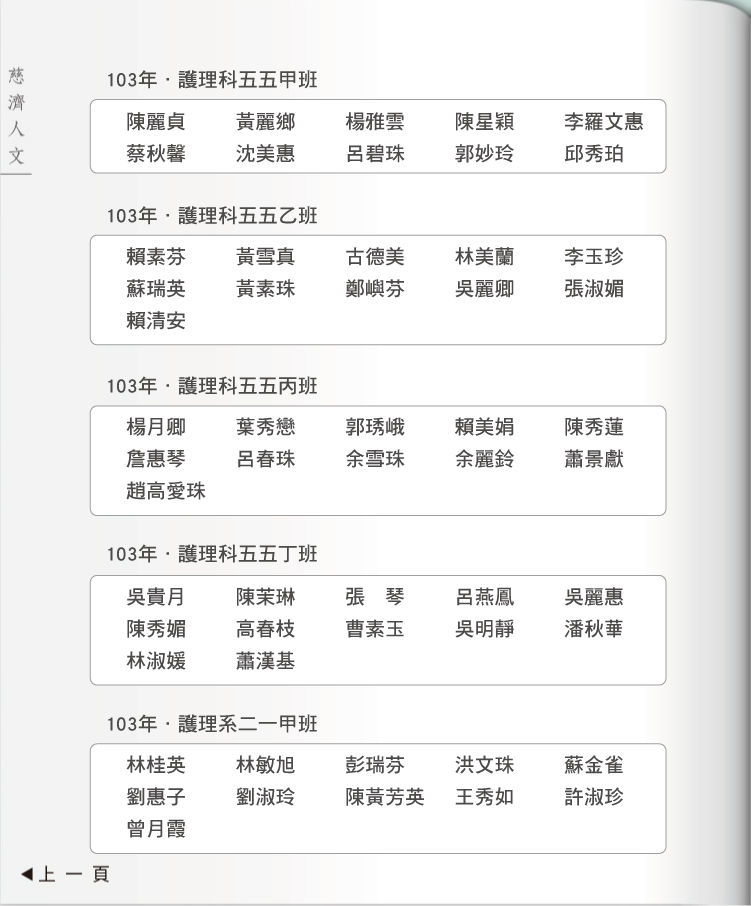 慈濟人文
103年·護理科五五甲班
陳麗貞 黃麗鄉 楊雅雲 陳星穎 李羅文惠
蔡秋馨 沈美惠 呂碧珠 郭妙玲 邱秀珀
103年·護理科五五乙班
賴素芬 黃雪真 古德美 林美蘭 李玉珍
蘇瑞英 黃素珠 鄭嶼芬 吳麗卿 張淑媚
賴清安
103年·護理科五五丙班
楊月卿 葉秀戀 郭琇峨 賴美娟 陳秀蓮
詹惠琴 呂春珠 余雪珠 余麗鈴 蕭景獻
趙高愛珠
103年·護理科五五丁班
吳貴月 陳茉琳 張　琴 呂燕鳳 吳麗惠
陳秀媚 高春枝 曹素玉 吳明靜 潘秋華
林淑媛 蕭漢基
103年·護理系二一甲班
林桂英 林敏旭 彭瑞芬 洪文珠 蘇金雀
劉惠子 劉淑玲 陳黃芳英 王秀如 許淑珍
曾月霞
◀上一頁